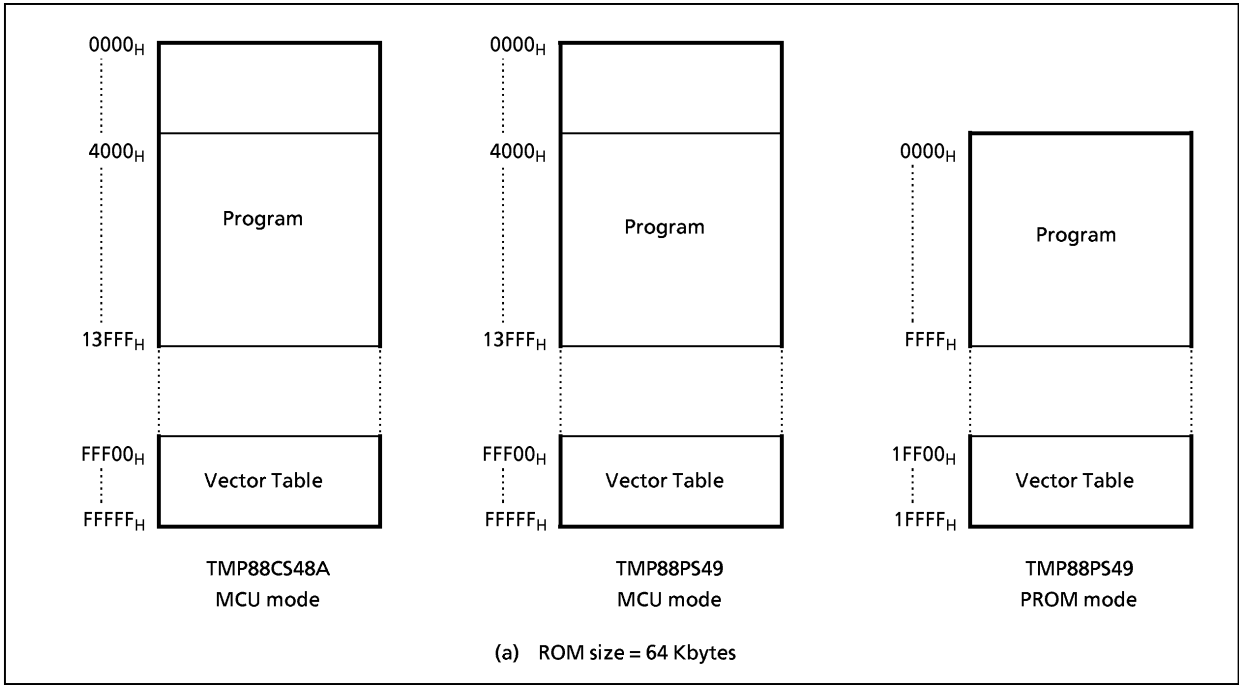 0000H 0000H
4000H 4000H 0000H
Program Program Program
13FFFH 13FFFH FFFFH
FFF00H FFF00H 1FF00H
Vector Table Vector Table Vector Table
FFFFFH FFFFFH 1FFFFH
TMP88CS48A TMP88PS49 TMP88PS49
MCU mode MCU mode PROM mode
(a) ROM size = 64 Kbytes